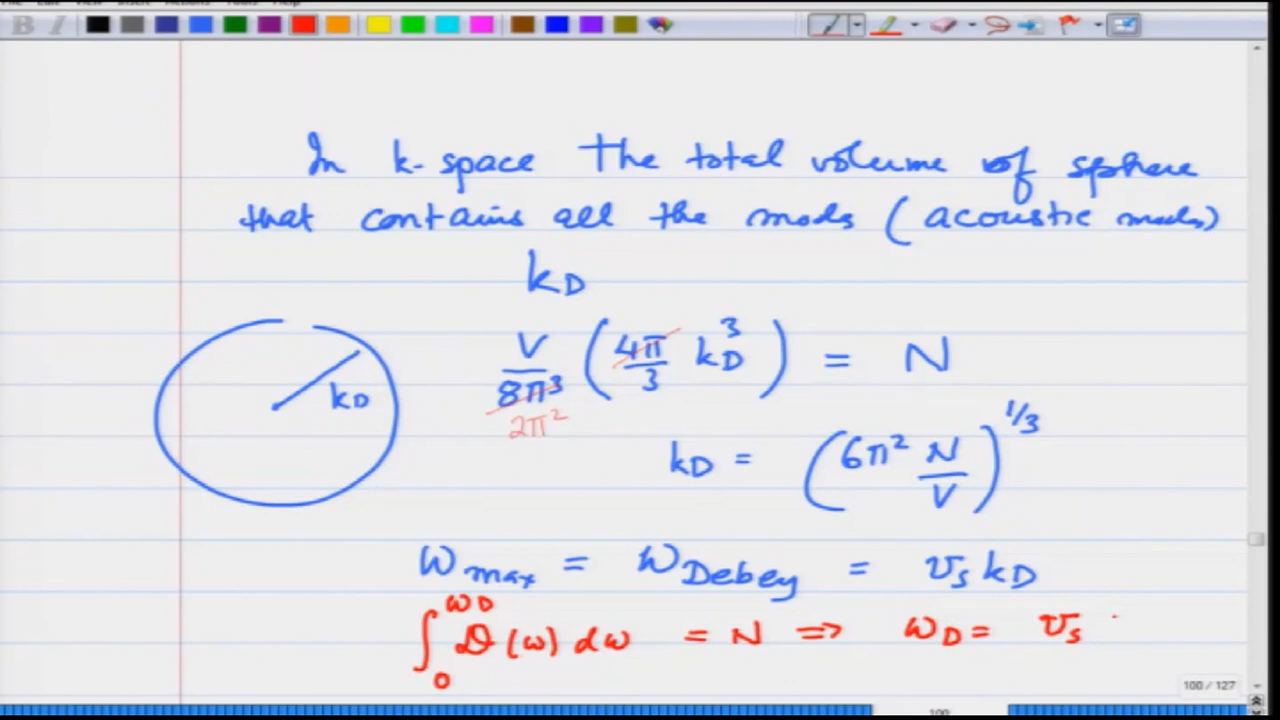 In k-space the total volume of sphere
that contains all the mods (acoustic mods)
kD
V/8π³ (4π/3 kD³) = N
2π²
kD
kD = (6π² N/V)^1/3
ωmax = ωDebey = vs kD
∫₀^ωD D(ω) dω = N => ωD = vs
100 / 127